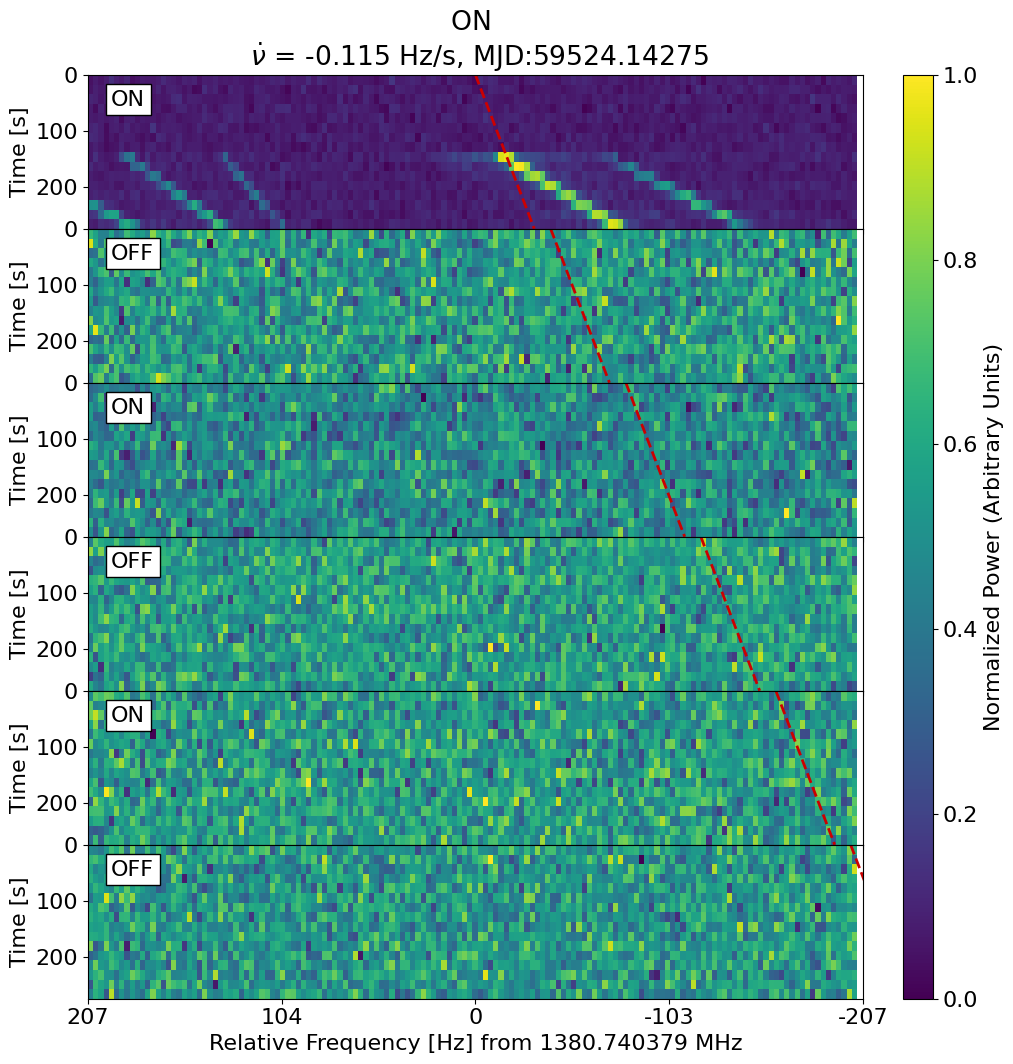 ON
ν̇ = -0.115 Hz/s, MJD:59524.14275
0
ON
100
200
Time [s]
0
OFF
100
200
Time [s]
0
ON
100
200
Time [s]
0
OFF
100
200
Time [s]
0
ON
100
200
Time [s]
0
OFF
100
200
Time [s]
207 104 0 -103 -207
Relative Frequency [Hz] from 1380.740379 MHz
1.0
0.8
0.6
0.4
0.2
0.0
Normalized Power (Arbitrary Units)